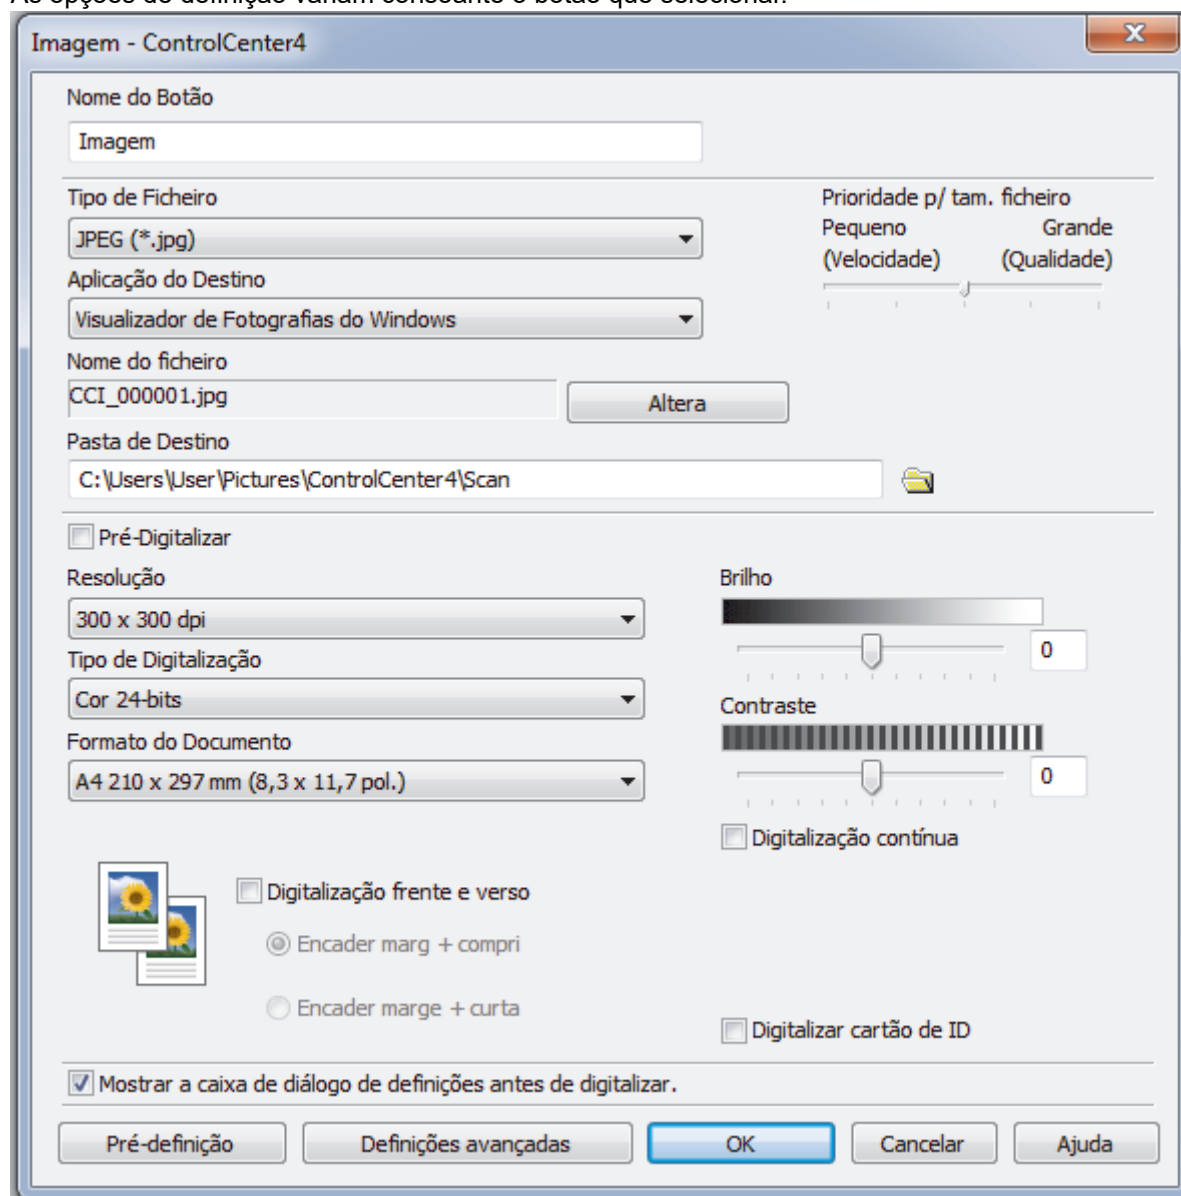 As opções de definição variam consoante o botão que selecionar.
Imagem - ControlCenter4
Nome do Botão
Imagem
Tipo de Ficheiro
JPEG (*.jpg)
Aplicação do Destino
Visualizador de Fotografias do Windows
Nome do ficheiro
CCI_000001.jpg
Altera
Pasta de Destino
C:\Users\User\Pictures\ControlCenter4\Scan
Prioridade p/ tam. ficheiro
Pequeno Grande
(Velocidade) (Qualidade)
Pré-Digitalizar
Resolução
300 x 300 dpi
Tipo de Digitalização
Cor 24-bits
Formato do Documento
A4 210 x 297 mm (8,3 x 11,7 pol.)
Brilho
0
Contraste
0
Digitalização contínua
Digitalização frente e verso
Encader marg + compri
Encader marge + curta
Digitalizar cartão de ID
Mostrar a caixa de diálogo de definições antes de digitalizar.
Pré-definição Definições avançadas OK Cancelar Ajuda